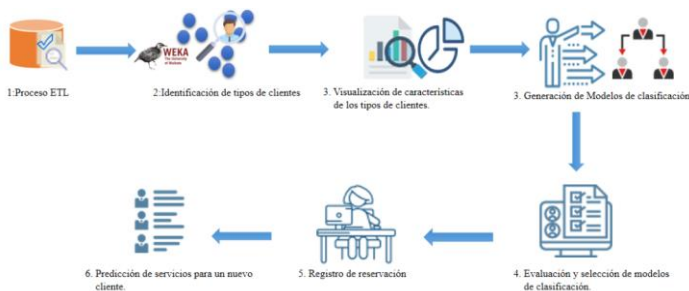 WEKA
The University
of Waikato
1:Proceso ETL
2:Identificación de tipos de clientes
3. Visualización de características
de los tipos de clientes.
3. Generación de Modelos de clasificación
6. Predicción de servicios para un nuevo
cliente.
5. Registro de reservación
4. Evaluación y selección de modelos
de clasificación.